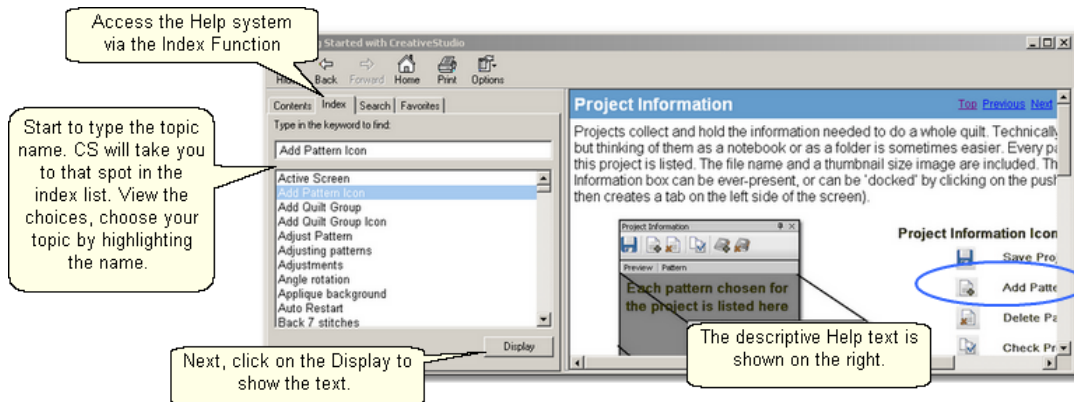 Access the Help system
via the Index Function
Started with CreativeStudio
Back Forward Home Print Options
Contents Index Search Favorites
Type in the keyword to find:
Add Pattern Icon
Active Screen
Add Pattern Icon
Add Quilt Group
Add Quilt Group Icon
Adjust Pattern
Adjusting patterns
Adjustments
Angle rotation
Applique background
Auto Restart
Back 7 stitches
Display
Start to type the topic
name. CS will take you
to that spot in the
index list. View the
choices, choose your
topic by highlighting
the name.
Next, click on the Display to
show the text.
Project Information
Top Previous Next
Projects collect and hold the information needed to do a whole quilt. Technically
but thinking of them as a notebook or as a folder is sometimes easier. Every pa
this project is listed. The file name and a thumbnail size image are included. Th
Information box can be ever-present, or can be 'docked' by clicking on the push
then creates a tab on the left side of the screen).
Project Information
Preview Pattern
Each pattern chosen for
the project is listed here
Project Information Icon
Save Proj
Add Patte
Delete Pa
Check Pr
The descriptive Help text is
shown on the right.